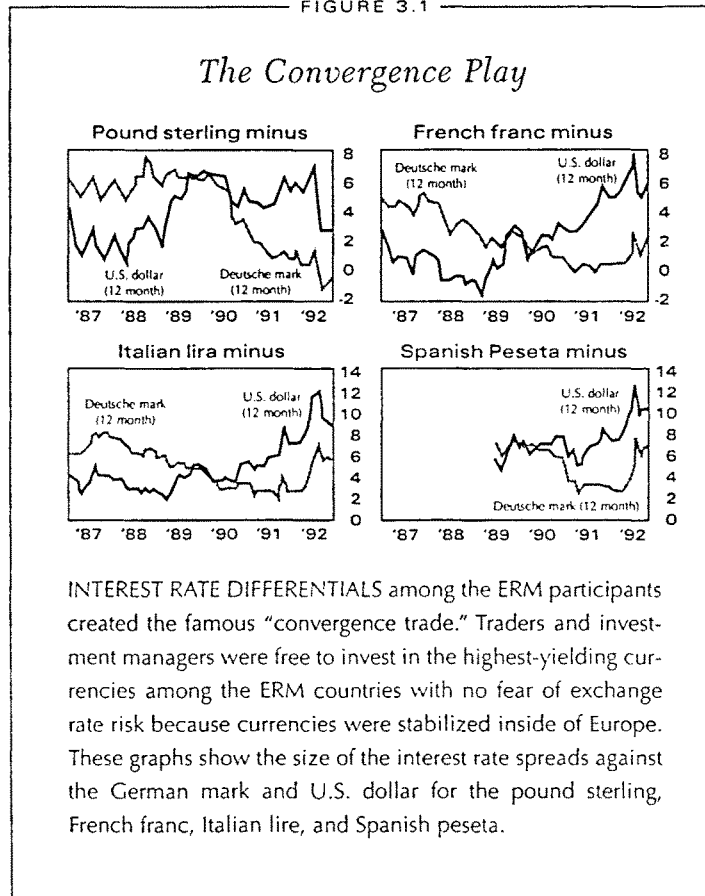 FIGURE 3.1
The Convergence Play
Pound sterling minus
8
6
4
2
0
-2
U.S. dollar
(12 month)
Deutsche mark
(12 month)
'87 '88 '89 '90 '91 '92
French franc minus
Deutsche mark
(12 month)
U.S. dollar
(12 month)
8
6
4
2
0
-2
'87 '88 '89 '90 '91 '92
Italian lira minus
Deutsche mark
(12 month)
U.S. dollar
(12 month)
14
12
10
8
6
4
2
0
'87 '88 '89 '90 '91 '92
Spanish Peseta minus
U.S. dollar
(12 month)
Deutsche mark (12 month)
14
12
10
8
6
4
2
0
'87 '88 '89 '90 '91 '92
INTEREST RATE DIFFERENTIALS among the ERM participants
created the famous “convergence trade.” Traders and invest-
ment managers were free to invest in the highest-yielding cur-
rencies among the ERM countries with no fear of exchange
rate risk because currencies were stabilized inside of Europe.
These graphs show the size of the interest rate spreads against
the German mark and U.S. dollar for the pound sterling,
French franc, Italian lire, and Spanish peseta.